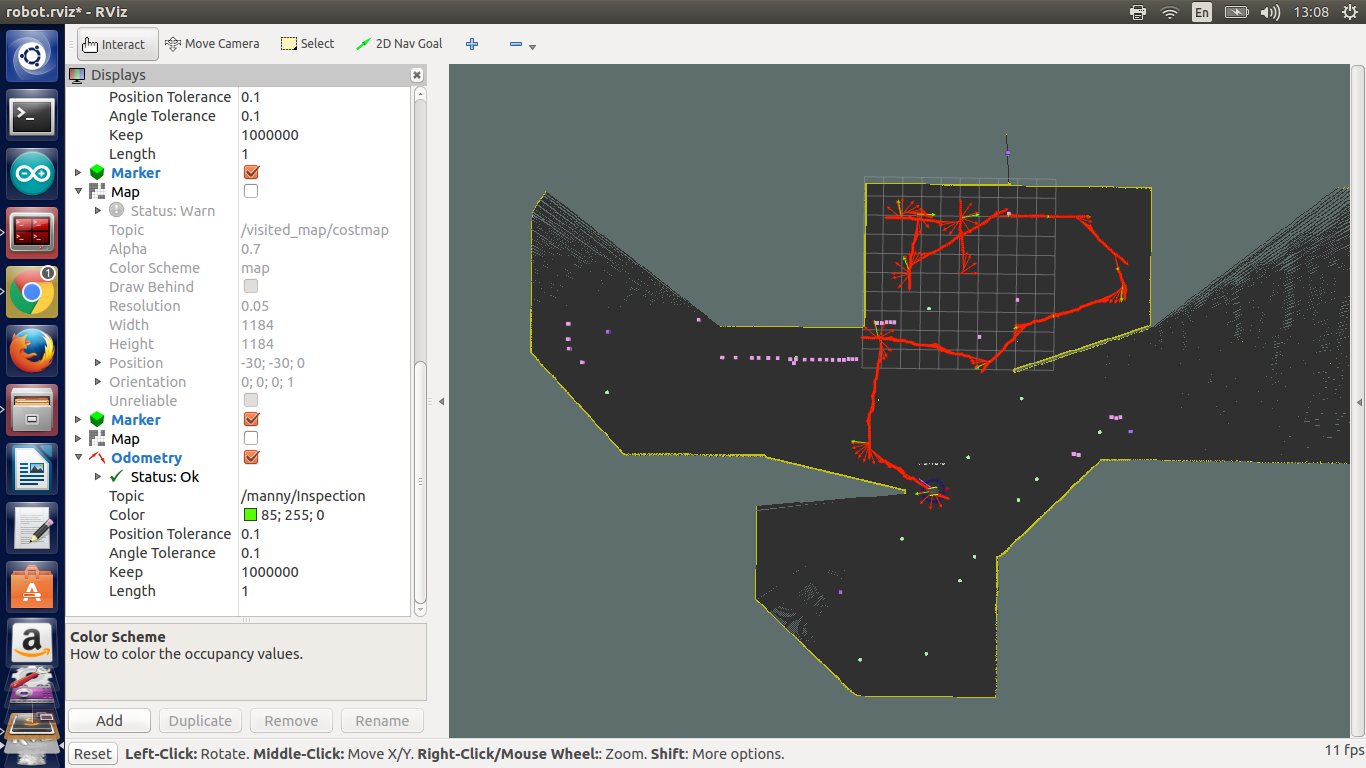 robot.rviz* - RViz
En
13:08
Interact
Move Camera
Select
2D Nav Goal
Displays
Position Tolerance 0.1
Angle Tolerance 0.1
Keep 1000000
Length 1
Marker
Map
Status: Warn
Topic /visited_map/costmap
Alpha 0.7
Color Scheme map
Draw Behind
Resolution 0.05
Width 1184
Height 1184
Position -30; -30; 0
Orientation 0; 0; 0; 1
Unreliable
Marker
Map
Odometry
Status: Ok
Topic /manny/Inspection
Color 85; 255; 0
Position Tolerance 0.1
Angle Tolerance 0.1
Keep 1000000
Length 1
Color Scheme
How to color the occupancy values.
Add
Duplicate
Remove
Rename
Reset
Left-Click: Rotate. Middle-Click: Move X/Y. Right-Click/Mouse Wheel:: Zoom. Shift: More options.
11 fps
1